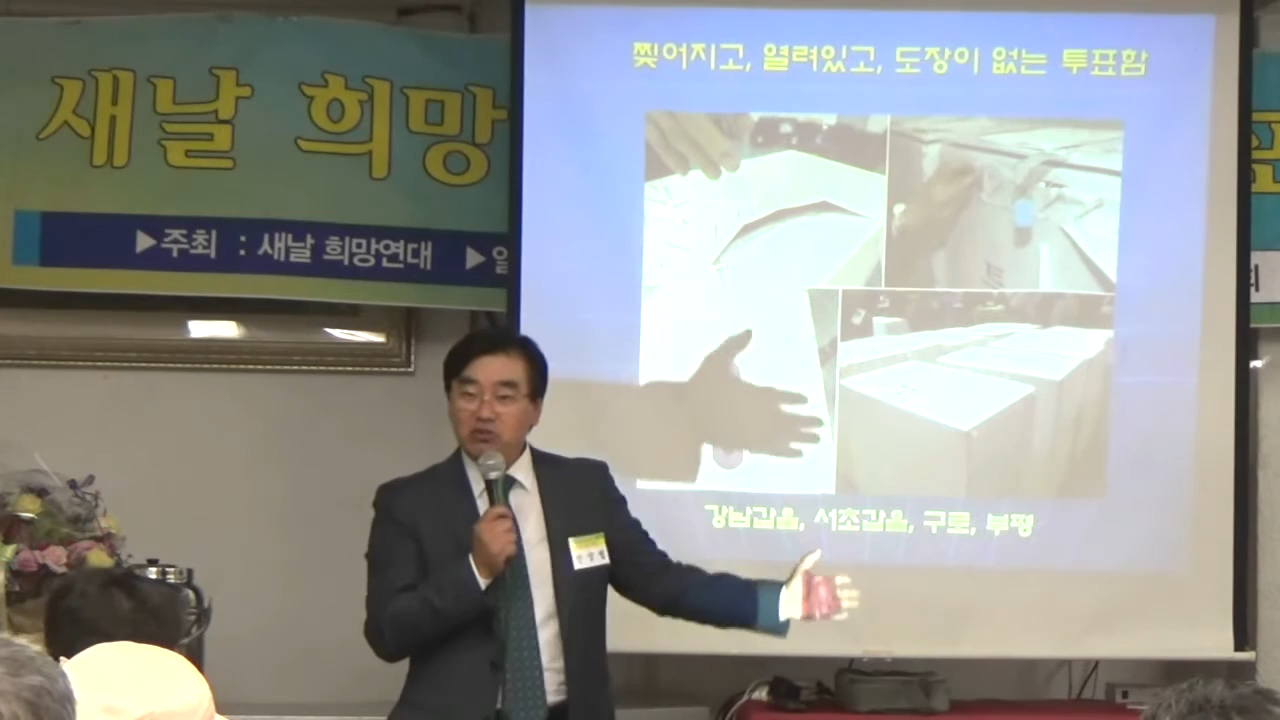 찢어지고, 열려있고, 도장이 없는 투표함
새날 희망
▶주최 : 새날 희망연대 ▶일
강남갑을, 서초갑을, 구로, 부평